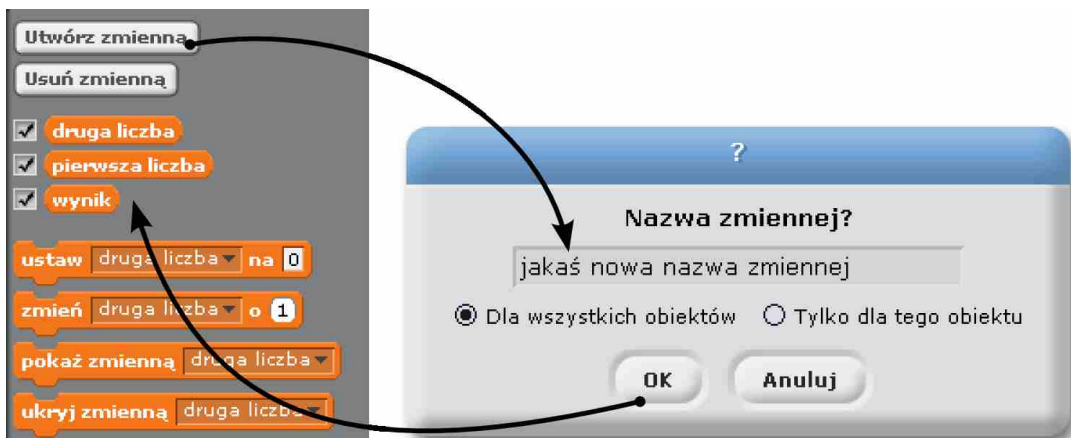 Utwórz zmienną
Usuń zmienną
druga liczba
pierwsza liczba
wynik
ustaw druga liczba na 0
zmień druga liczba o 1
pokaż zmienną druga liczba
ukryj zmienną druga liczba
?
Nazwa zmiennej?
jakaś nowa nazwa zmiennej
Dla wszystkich obiektów Tylko dla tego obiektu
OK Anuluj